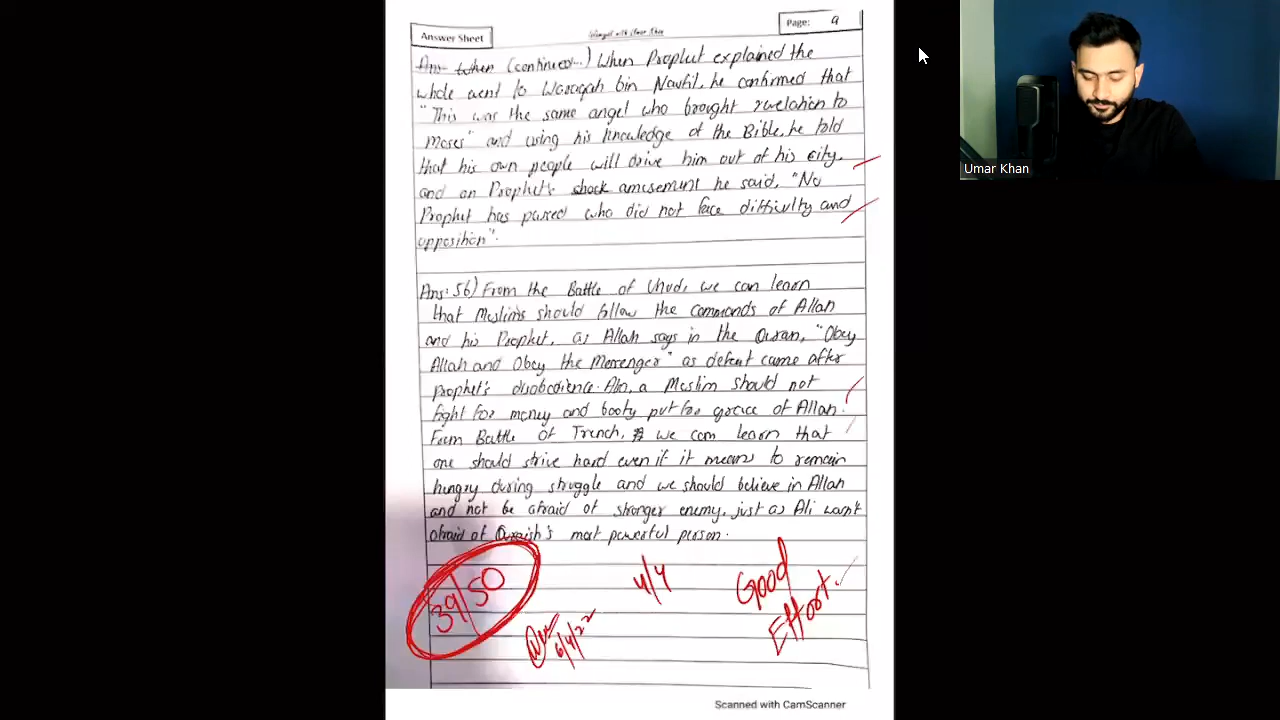 Answer Sheet
Page: 9
Ans when (continued...) When Prophet explained the
whole went to Waraqah bin Naufil, he confirmed that
"This was the same angel who brought revelation to
Moses" and using his knowledge of the Bible, he told
that his own people will drive him out of his city.
and on Prophet's shock amusement he said, "No
Prophet has passed who did not face difficulty and
opposition".
Ans: 5b) From the Battle of Uhud, we can learn
that Muslims should follow the commands of Allah
and his Prophet, as Allah says in the Quran, "Obey
Allah and Obey the Messenger" as defeat came after
Prophet's disobedience. Also, a Muslim should not
fight for money and booty but for grace of Allah.
From Battle of Trench, we can learn that
one should strive hard even if it means to remain
hungry during struggle and we should believe in Allah
and not be afraid of stronger enemy, just as Ali wasn't
afraid of Quraish's most powerful person.
39/50
4/4
Good
Effort.
6/4/22
Scanned with CamScanner
Umar Khan